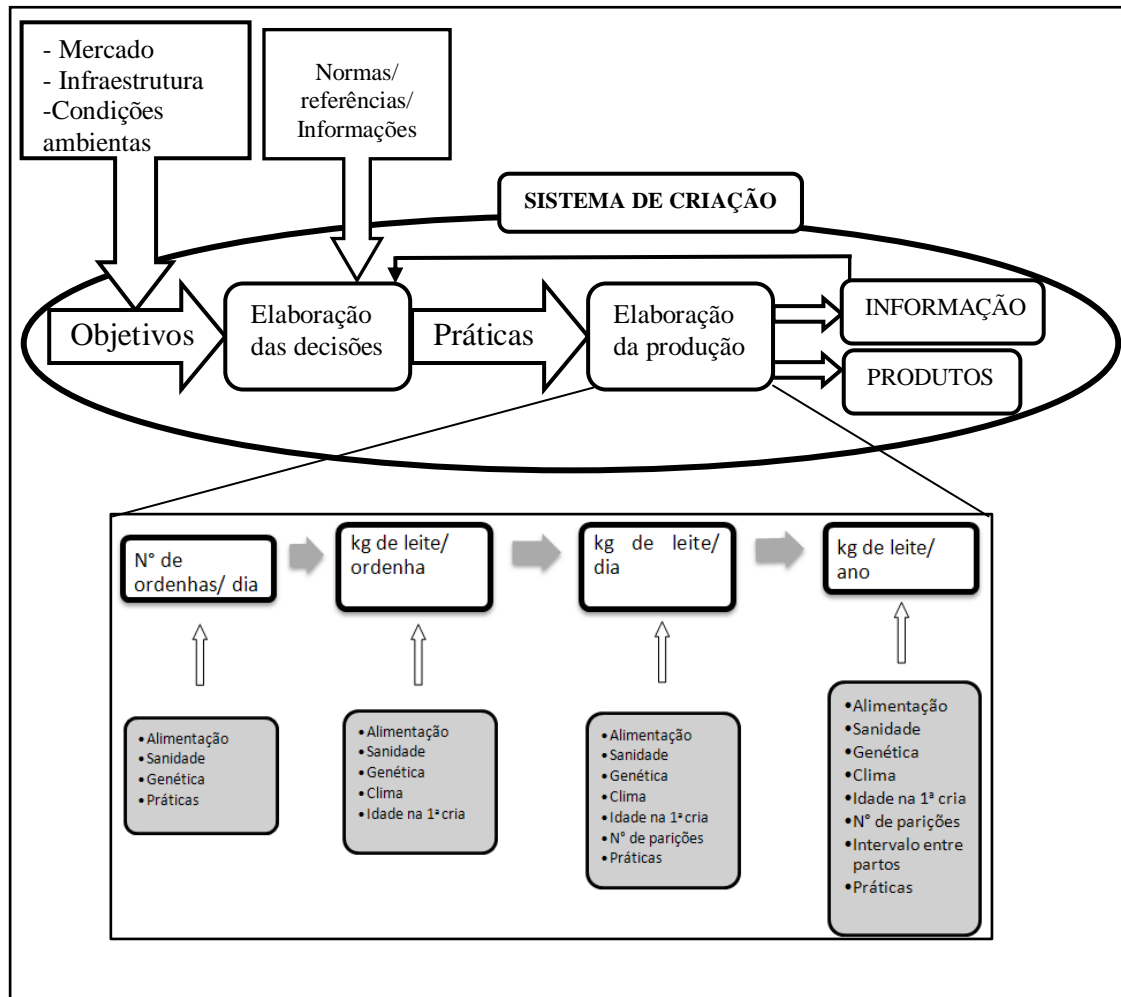 - Mercado
- Infraestrutura
-Condições
ambientas
Normas/
referências/
Informações
SISTEMA DE CRIAÇÃO
Objetivos
Elaboração
das decisões
Práticas
Elaboração
da produção
INFORMAÇÃO
PRODUTOS
N° de
ordenhas/ dia
kg de leite/
ordenha
kg de leite/
dia
kg de leite/
ano
•Alimentação
•Sanidade
•Genética
•Práticas
•Alimentação
•Sanidade
•Genética
•Clima
•Idade na 1ª cria
•Alimentação
•Sanidade
•Genética
•Clima
•Idade na 1ª cria
•N° de parições
•Práticas
•Alimentação
•Sanidade
•Genética
•Clima
•Idade na 1ª cria
•N° de parições
•Intervalo entre
partos
•Práticas